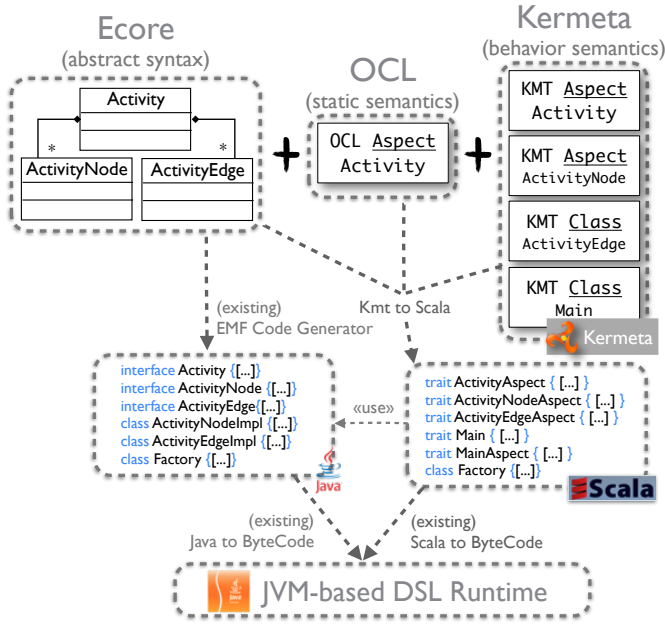 Ecore
(abstract syntax)
OCL
(static semantics)
Kermeta
(behavior semantics)
Activity
*
*
ActivityNode
ActivityEdge
+
OCL Aspect
Activity
+
KMT Aspect
Activity
KMT Aspect
ActivityNode
KMT Class
ActivityEdge
KMT Class
Main
Kermeta
(existing)
EMF Code Generator
Kmt to Scala
interface Activity {[...]}
interface ActivityNode {[...]}
interface ActivityEdge{[...]}
class ActivityNodeImpl {[...]}
class ActivityEdgeImpl {[...]}
class Factory {[...]}
Java
«use»
trait ActivityAspect { [...] }
trait ActivityNodeAspect { [...] }
trait ActivityEdgeAspect { [...] }
trait Main { [...] }
trait MainAspect { [...] }
class Factory {[...]}
Scala
(existing)
Java to ByteCode
(existing)
Scala to ByteCode
JVM-based DSL Runtime